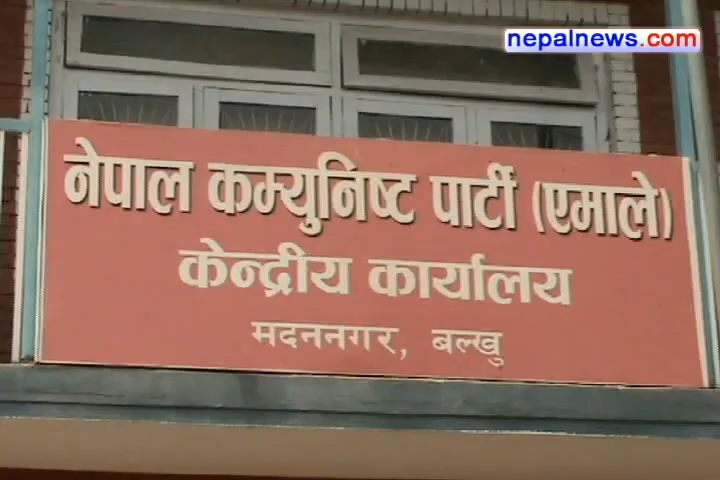 nepalnews.com
नेपाल कम्युनिष्ट पार्टी (एमाले)
केन्द्रीय कार्यालय
मदननगर, बल्खु